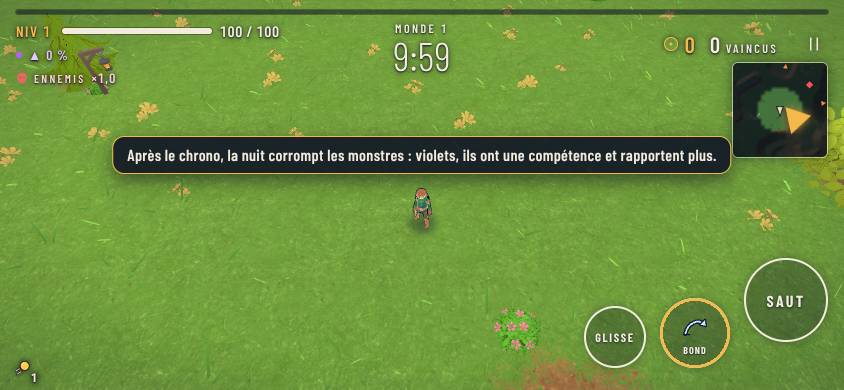 NIV 1 100 / 100
MONDE 1
9:59
0 0 VAINCUS
0 %
ENNEMIS ×1,0
Après le chrono, la nuit corrompt les monstres : violets, ils ont une compétence et rapportent plus.
SAUT
GLISSE
BOND
1